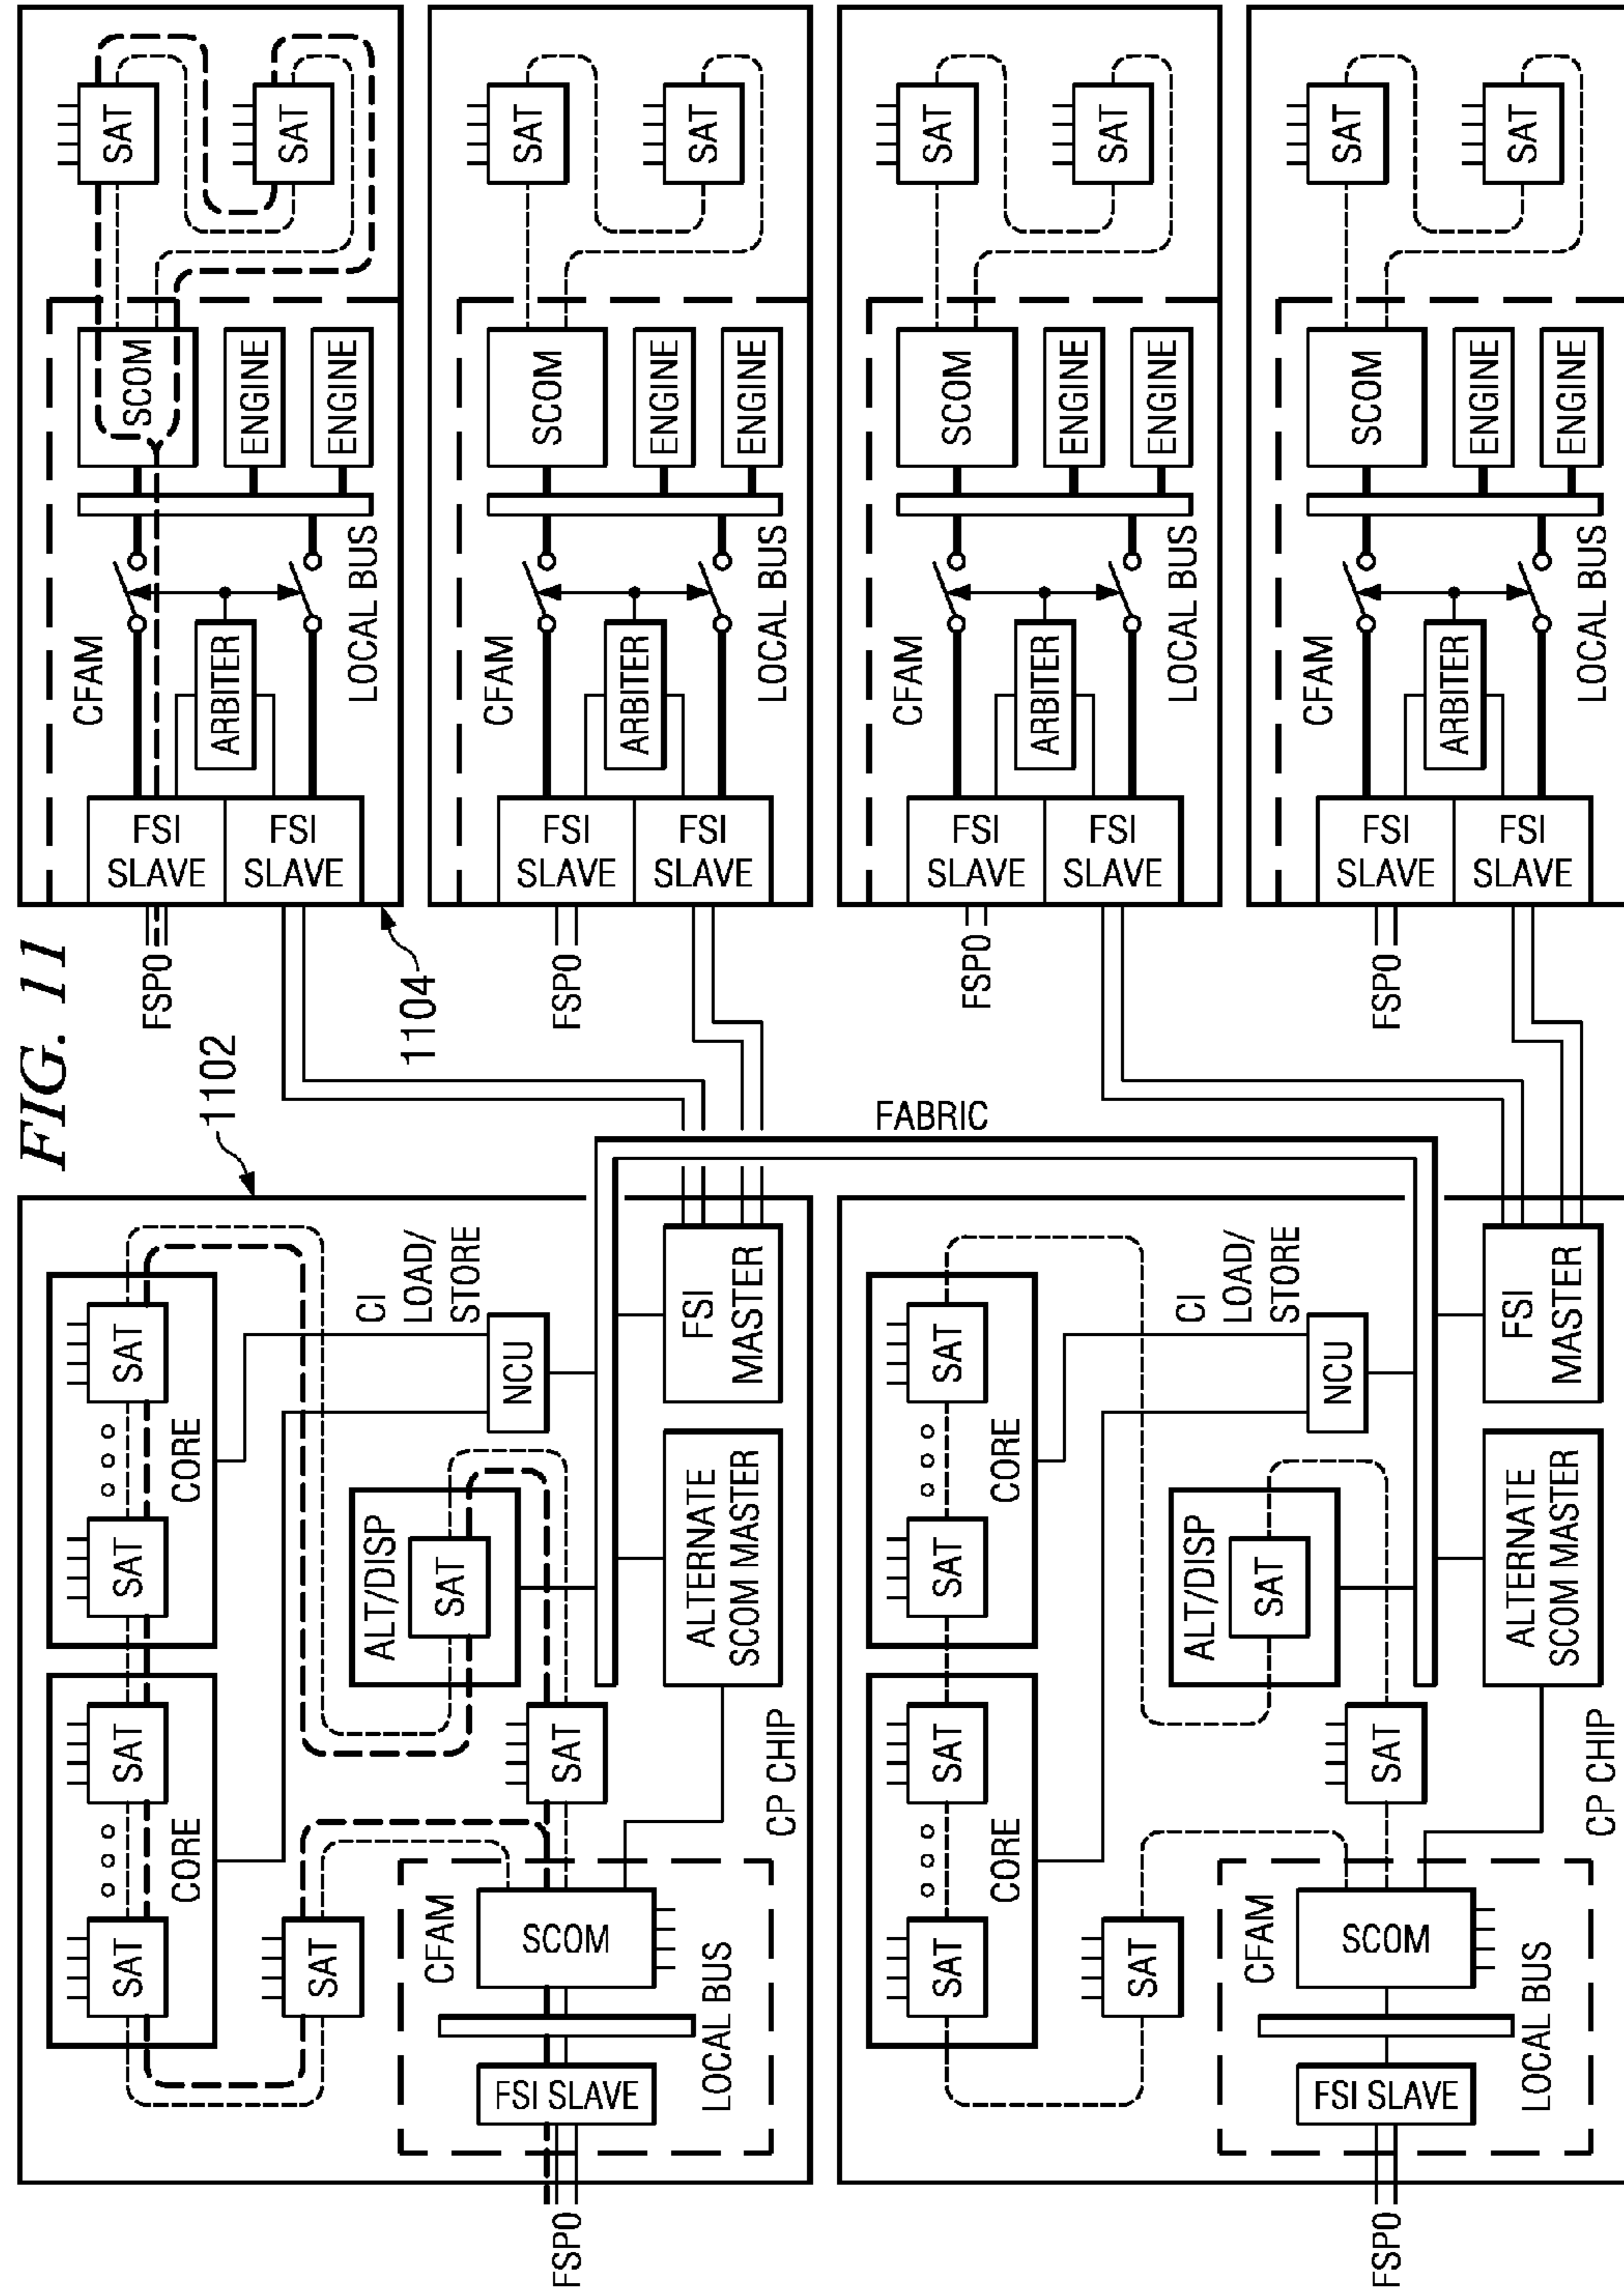 FIG. 11
1102
CORE
SAT
SAT
CORE
SAT
SAT
SAT
CI
LOAD/
STORE
NCU
ALT/DISP
SAT
SAT
FSI
MASTER
ALTERNATE
SCOM MASTER
CFAM
SCOM
LOCAL BUS
FSI SLAVE
CP CHIP
FSP0
FABRIC
CORE
SAT
SAT
CORE
SAT
SAT
SAT
CI
LOAD/
STORE
NCU
ALT/DISP
SAT
SAT
FSI
MASTER
ALTERNATE
SCOM MASTER
CFAM
SCOM
LOCAL BUS
FSI SLAVE
CP CHIP
FSP0
1104
FSP0
CFAM
FSI
SLAVE
FSI
SLAVE
ARBITER
LOCAL BUS
SCOM
ENGINE
ENGINE
SAT
SAT
FSP0
CFAM
FSI
SLAVE
FSI
SLAVE
ARBITER
LOCAL BUS
SCOM
ENGINE
ENGINE
SAT
SAT
FSP0
CFAM
FSI
SLAVE
FSI
SLAVE
ARBITER
LOCAL BUS
SCOM
ENGINE
ENGINE
SAT
SAT
FSP0
CFAM
FSI
SLAVE
FSI
SLAVE
ARBITER
LOCAL BUS
SCOM
ENGINE
ENGINE
SAT
SAT